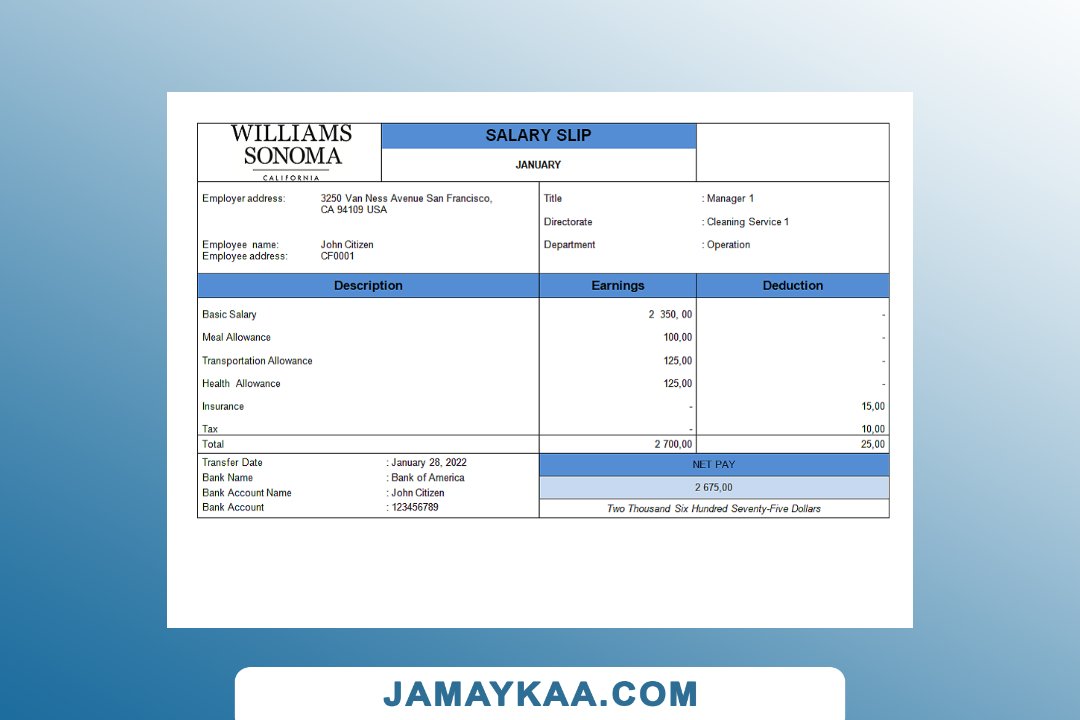 WILLIAMS
SONOMA
CALIFORNIA
SALARY SLIP
JANUARY
Employer address: 3250 Van Ness Avenue San Francisco,
CA 94109 USA
Employee name: John Citizen
Employee address: CF0001
Title : Manager 1
Directorate : Cleaning Service 1
Department : Operation
Description Earnings Deduction
Basic Salary 2 350, 00 -
Meal Allowance 100,00 -
Transportation Allowance 125,00 -
Health Allowance 125,00 -
Insurance - 15,00
Tax - 10,00
Total 2 700,00 25,00
Transfer Date : January 28, 2022
Bank Name : Bank of America
Bank Account Name : John Citizen
Bank Account : 123456789
NET PAY
2 675,00
Two Thousand Six Hundred Seventy-Five Dollars
JAMAYKAA.COM